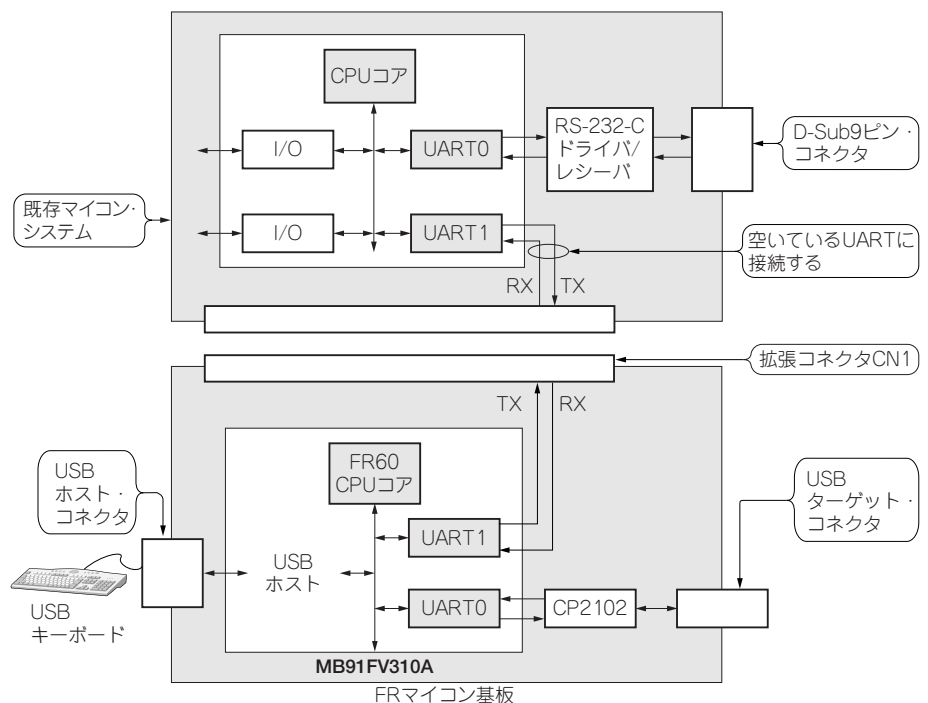 CPUコア
I/O
UART0
RS-232-C
ドライバ/
レシーバ
D-Sub9ピン・
コネクタ
既存マイコン・
システム
I/O
UART1
空いているUARTに
接続する
RX
TX
拡張コネクタCN1
TX
RX
FR60
CPUコア
USB
ホスト・
コネクタ
USB
ターゲット・
コネクタ
UART1
USB
ホスト
UART0
CP2102
USB
キーボード
MB91FV310A
FRマイコン基板